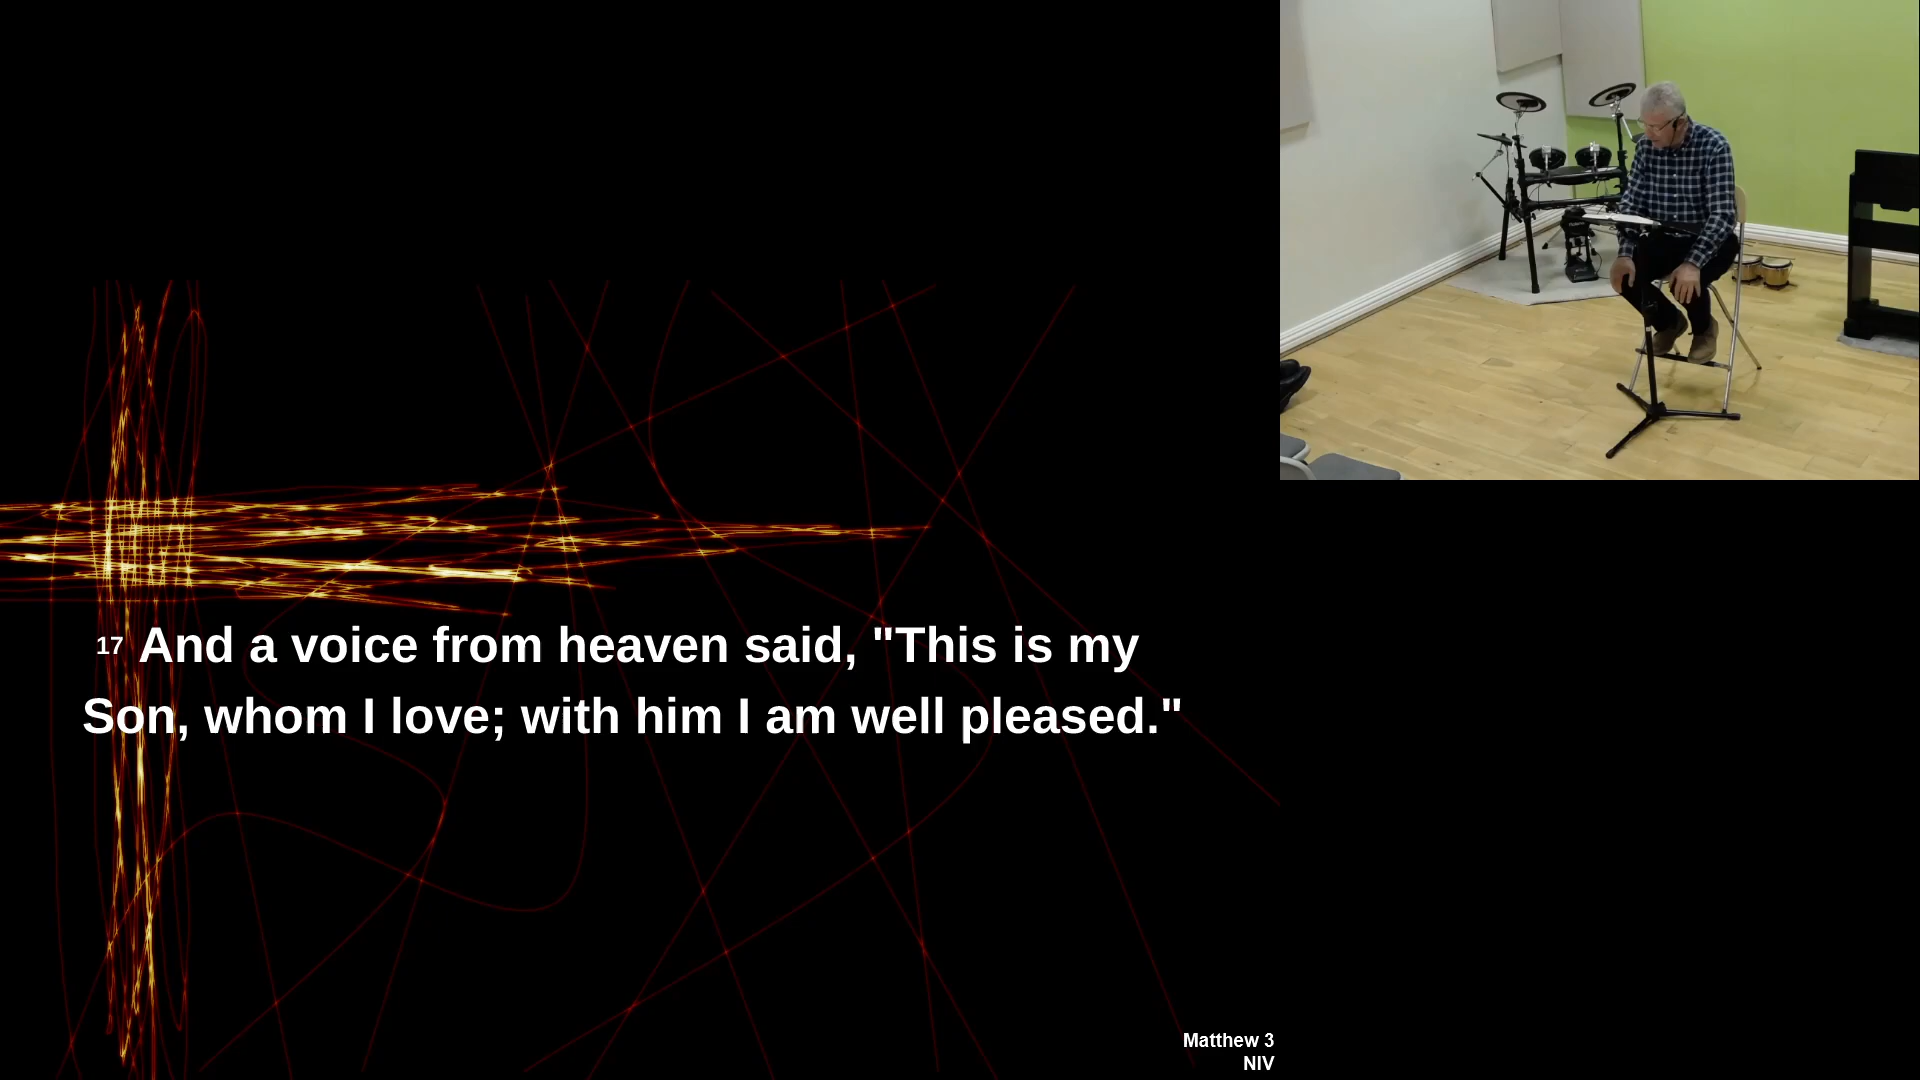 17 And a voice from heaven said, "This is my
Son, whom I love; with him I am well pleased."
Matthew 3
NIV